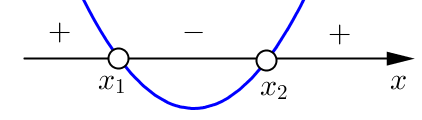 + − +
x₁ x₂ x